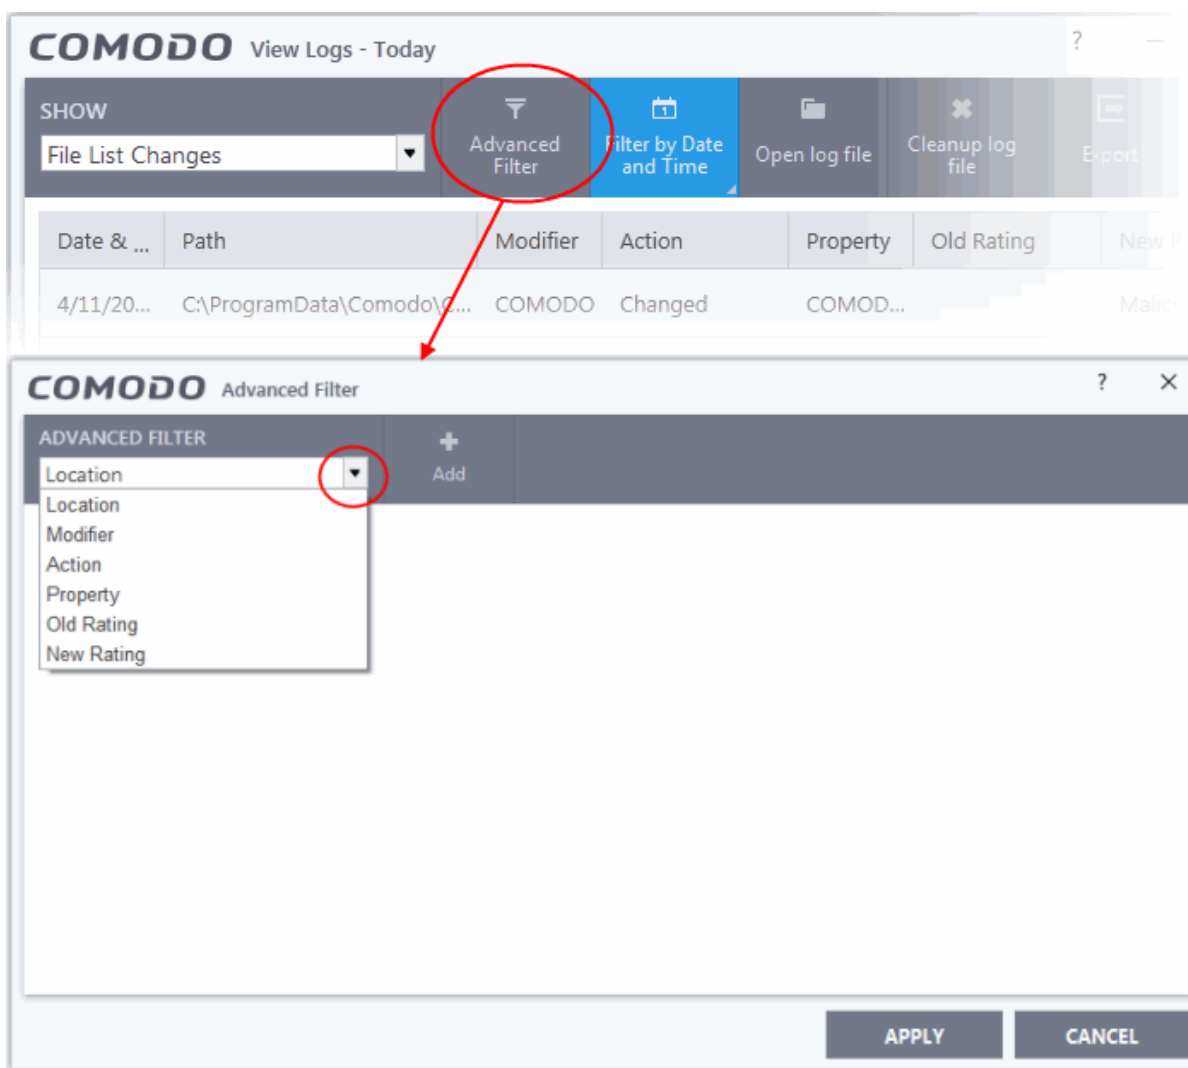 COMODO View Logs - Today ?
SHOW
File List Changes
Advanced
Filter
Filter by Date
and Time
1
Open log file
Cleanup log
file
Export
Date & ... Path Modifier Action Property Old Rating New
4/11/20... C:\ProgramData\Comodo\C... COMODO Changed COMOD...
COMODO Advanced Filter ?
ADVANCED FILTER
Location
Add
Location
Modifier
Action
Property
Old Rating
New Rating
APPLY CANCEL